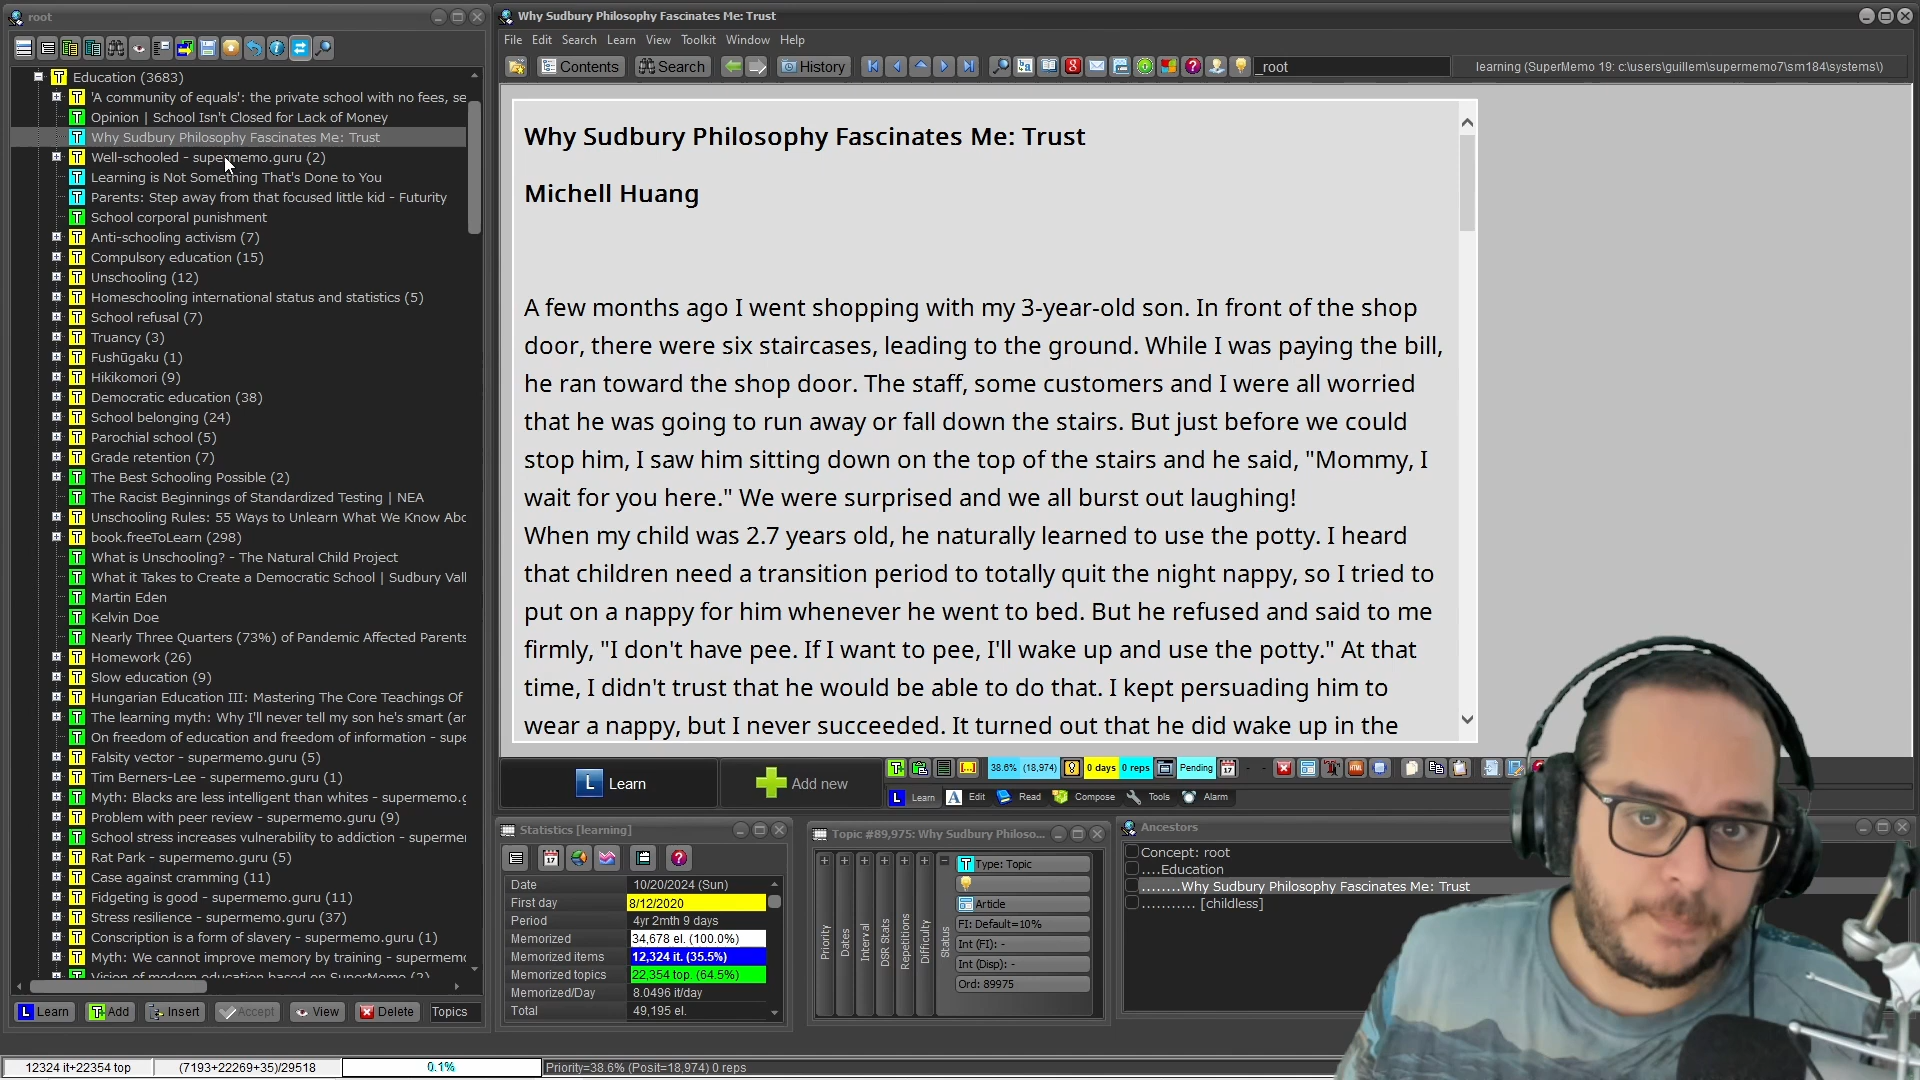 root
Education (3683)
'A community of equals': the private school with no fees, se
Opinion | School Isn't Closed for Lack of Money
Why Sudbury Philosophy Fascinates Me: Trust
Well-schooled - supermemo.guru (2)
Learning is Not Something That's Done to You
Parents: Step away from that focused little kid - Futurity
School corporal punishment
Anti-schooling activism (7)
Compulsory education (15)
Unschooling (12)
Homeschooling international status and statistics (5)
School refusal (7)
Truancy (3)
Fushūgaku (1)
Hikikomori (9)
Democratic education (38)
School belonging (24)
Parochial school (5)
Grade retention (7)
The Best Schooling Possible (2)
The Racist Beginnings of Standardized Testing | NEA
Unschooling Rules: 55 Ways to Unlearn What We Know Abo
book.freeToLearn (298)
What is Unschooling? - The Natural Child Project
What it Takes to Create a Democratic School | Sudbury Vall
Martin Eden
Kelvin Doe
Nearly Three Quarters (73%) of Pandemic Affected Parents
Homework (26)
Slow education (9)
Hungarian Education III: Mastering The Core Teachings Of
The learning myth: Why I'll never tell my son he's smart (ar
On freedom of education and freedom of information - supe
Falsity vector - supermemo.guru (5)
Tim Berners-Lee - supermemo.guru (1)
Myth: Blacks are less intelligent than whites - supermemo.g
Problem with peer review - supermemo.guru (9)
School stress increases vulnerability to addiction - superme
Rat Park - supermemo.guru (5)
Case against cramming (11)
Fidgeting is good - supermemo.guru (11)
Stress resilience - supermemo.guru (37)
Conscription is a form of slavery - supermemo.guru (1)
Myth: We cannot improve memory by training - supermemo
Vision of modern education based on SuperMemo (2)
Learn Add Insert Accept View Delete Topics
12324 it+22354 top (7193+22269+35)/29518 0.1% Priority=38.6% (Posit=18,974) 0 reps
Why Sudbury Philosophy Fascinates Me: Trust
File Edit Search Learn View Toolkit Window Help
Contents Search History _root learning (SuperMemo 19: c:\users\guillem\supermemo7\sm184\systems\)
Why Sudbury Philosophy Fascinates Me: Trust
Michell Huang
A few months ago I went shopping with my 3-year-old son. In front of the shop
door, there were six staircases, leading to the ground. While I was paying the bill,
he ran toward the shop door. The staff, some customers and I were all worried
that he was going to run away or fall down the stairs. But just before we could
stop him, I saw him sitting down on the top of the stairs and he said, "Mommy, I
wait for you here." We were surprised and we all burst out laughing!
When my child was 2.7 years old, he naturally learned to use the potty. I heard
that children need a transition period to totally quit the night nappy, so I tried to
put on a nappy for him whenever he went to bed. But he refused and said to me
firmly, "I don't have pee. If I want to pee, I'll wake up and use the potty." At that
time, I didn't trust that he would be able to do that. I kept persuading him to
wear a nappy, but I never succeeded. It turned out that he did wake up in the
Learn Add new
38.6% (18,974) 0 days 0 reps Pending
Learn Edit Read Compose Tools Alarm
Statistics [learning]
Date 10/20/2024 (Sun)
First day 8/12/2020
Period 4yr 2mth 9 days
Memorized 34,678 el. (100.0%)
Memorized items 12,324 it. (35.5%)
Memorized topics 22,354 top. (64.5%)
Memorized/Day 8.0496 it/day
Total 49,195 el.
Topic #89,975: Why Sudbury Philoso...
Priority
Dates
Interval
DSR Stats
Repetitions
Difficulty
Status
Type: Topic
Article
FI: Default=10%
Int (FI): -
Int (Disp): -
Ord: 89975
Ancestors
Concept: root
....Education
........Why Sudbury Philosophy Fascinates Me: Trust
........... [childless]